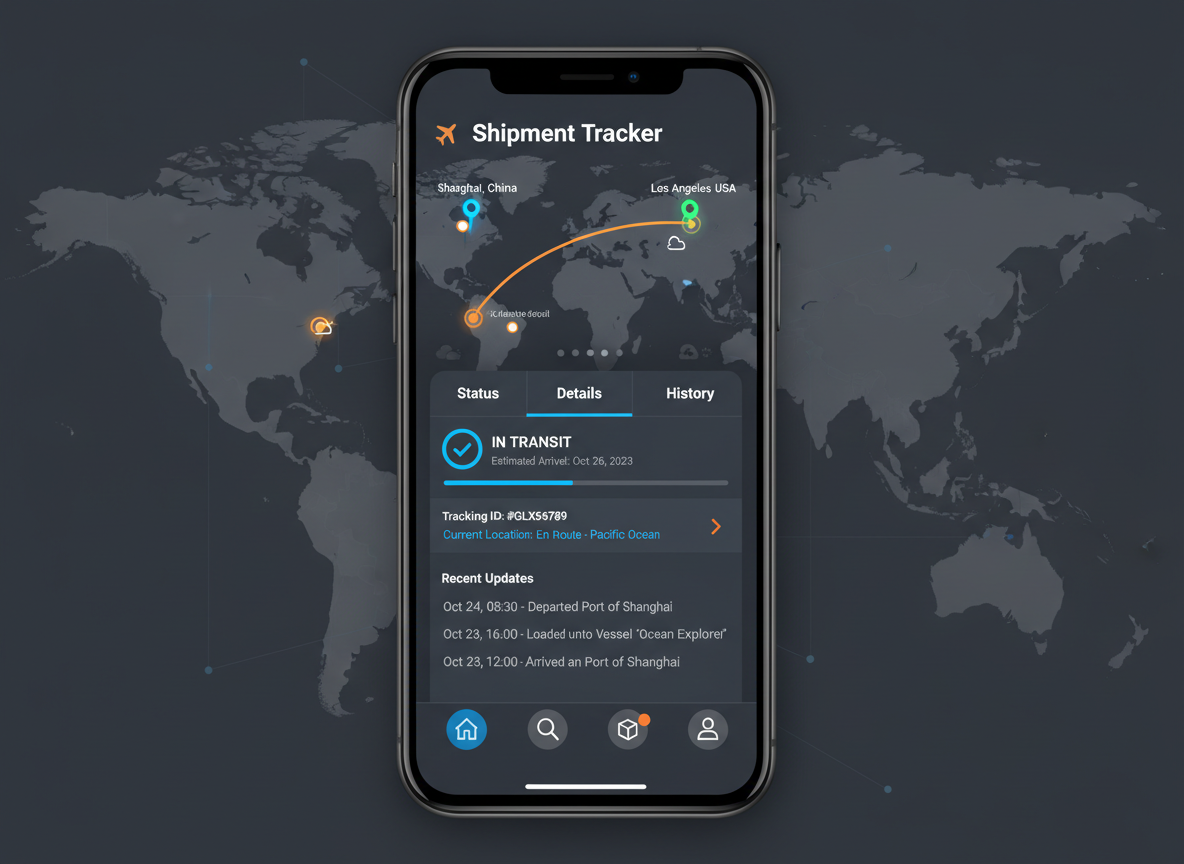 Shipment Tracker
China
Los Angeles USA
Status
Details
History
IN TRANSIT
Estimated Arrivel: Oct 26, 2023
Tracking ID: #GLX56789
Current Locatiin: En Route - Pacific Ocean
Recent Updates
Oct 24, 08:30 - Departed Port of Shanghai
Oct 23, 16.00 - Loaded unto Vessel "Ocean Explorer"
Oct 23, 12:00 - Arrived an Port of Shanghai